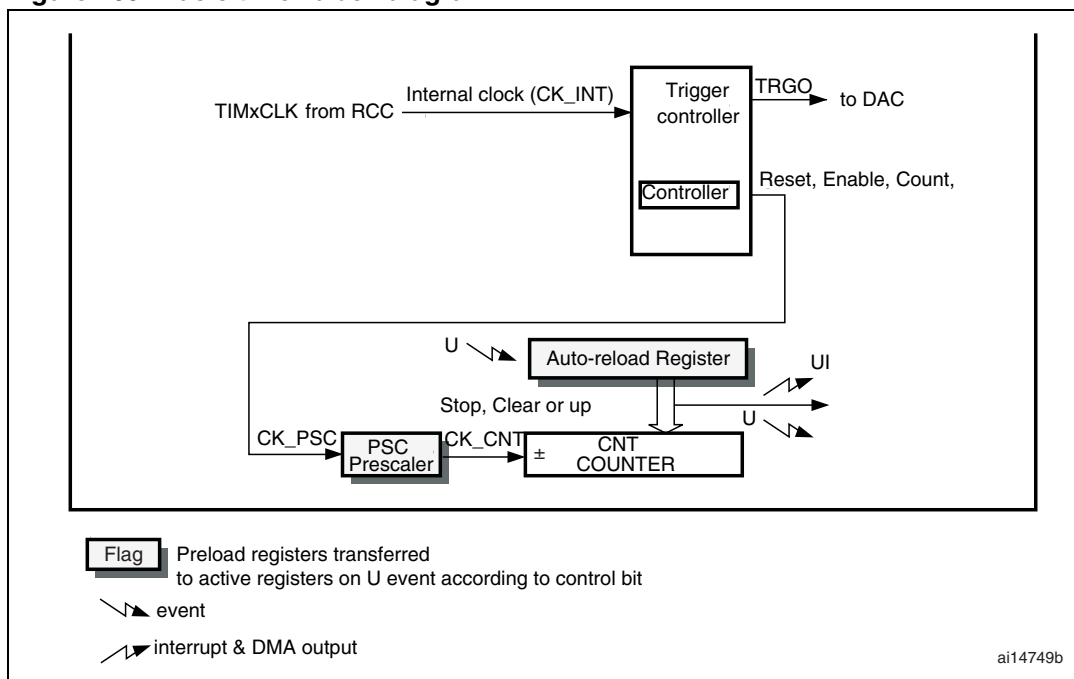 Internal clock (CK_INT)
TIMxCLK from RCC
Trigger
controller
TRGO
to DAC
Controller
Reset, Enable, Count,
U
Auto-reload Register
UI
Stop, Clear or up
U
CK_PSC
PSC
Prescaler
CK_CNT
±
CNT
COUNTER
Flag
Preload registers transferred
to active registers on U event according to control bit
event
interrupt & DMA output
ai14749b